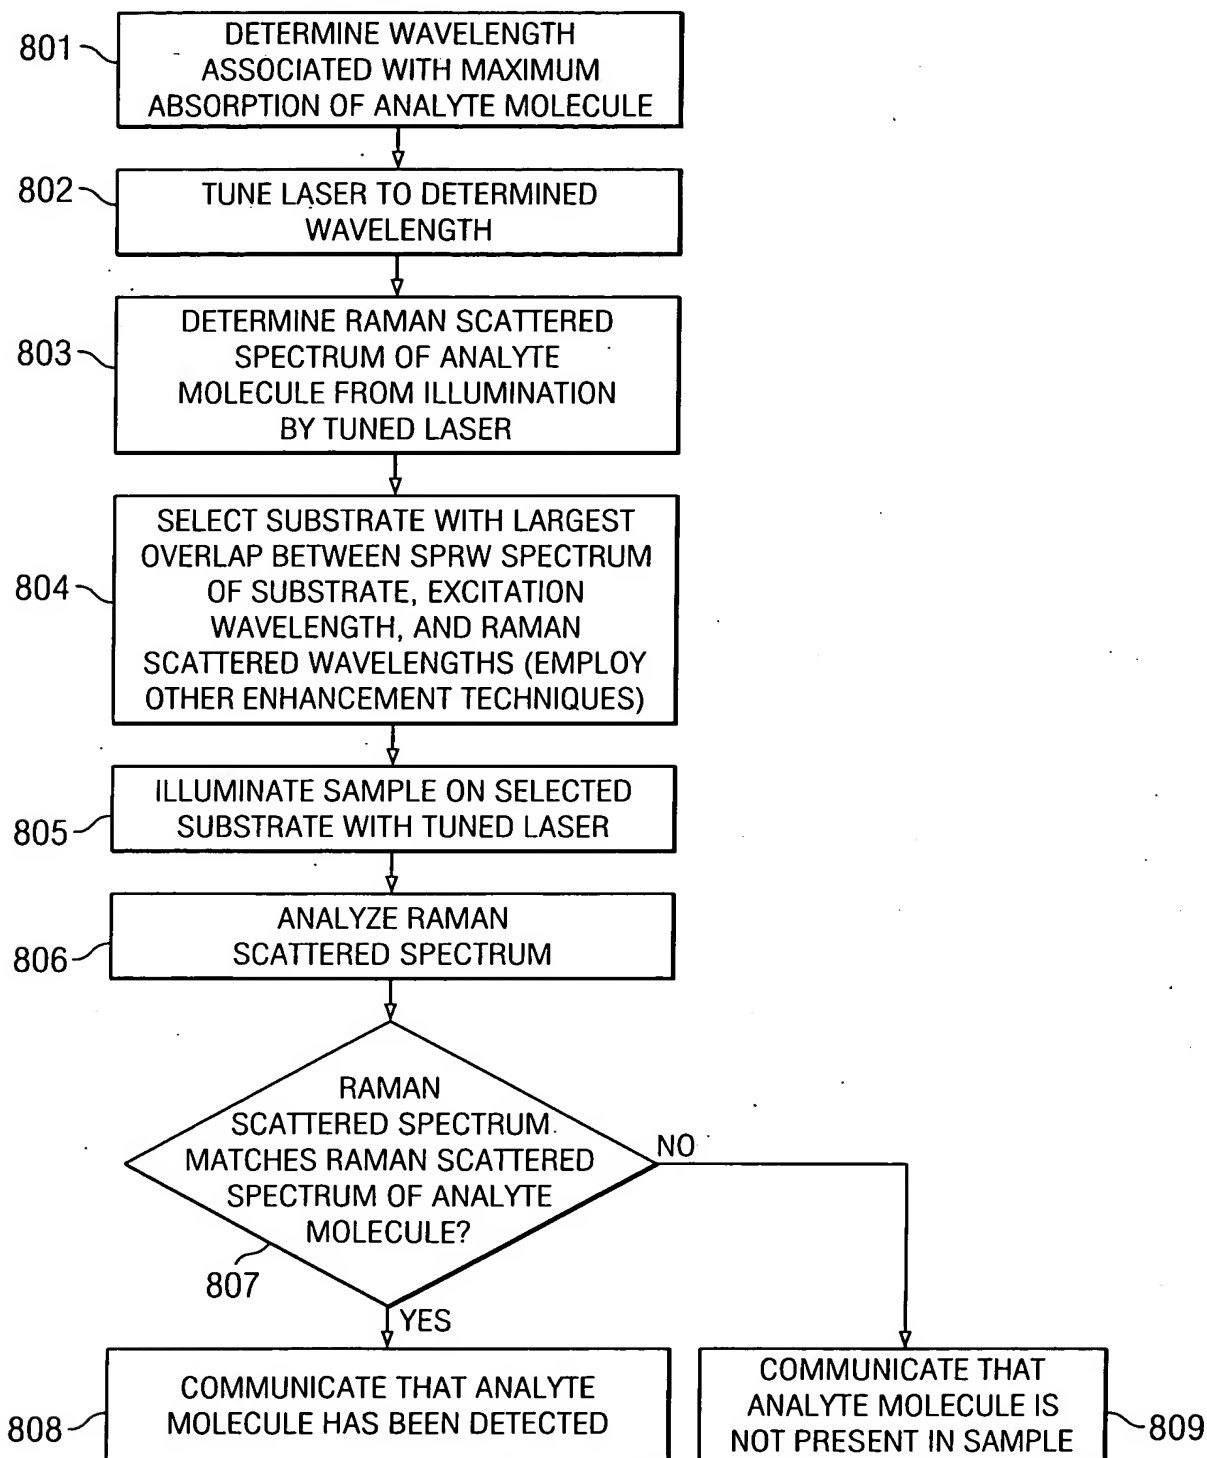 801
DETERMINE WAVELENGTH
ASSOCIATED WITH MAXIMUM
ABSORPTION OF ANALYTE MOLECULE
802
TUNE LASER TO DETERMINED
WAVELENGTH
803
DETERMINE RAMAN SCATTERED
SPECTRUM OF ANALYTE
MOLECULE FROM ILLUMINATION
BY TUNED LASER
804
SELECT SUBSTRATE WITH LARGEST
OVERLAP BETWEEN SPRW SPECTRUM
OF SUBSTRATE, EXCITATION
WAVELENGTH, AND RAMAN
SCATTERED WAVELENGTHS (EMPLOY
OTHER ENHANCEMENT TECHNIQUES)
805
ILLUMINATE SAMPLE ON SELECTED
SUBSTRATE WITH TUNED LASER
806
ANALYZE RAMAN
SCATTERED SPECTRUM
RAMAN
SCATTERED SPECTRUM
MATCHES RAMAN SCATTERED
SPECTRUM OF ANALYTE
MOLECULE?
807
NO
YES
808
COMMUNICATE THAT ANALYTE
MOLECULE HAS BEEN DETECTED
COMMUNICATE THAT
ANALYTE MOLECULE IS
NOT PRESENT IN SAMPLE
809